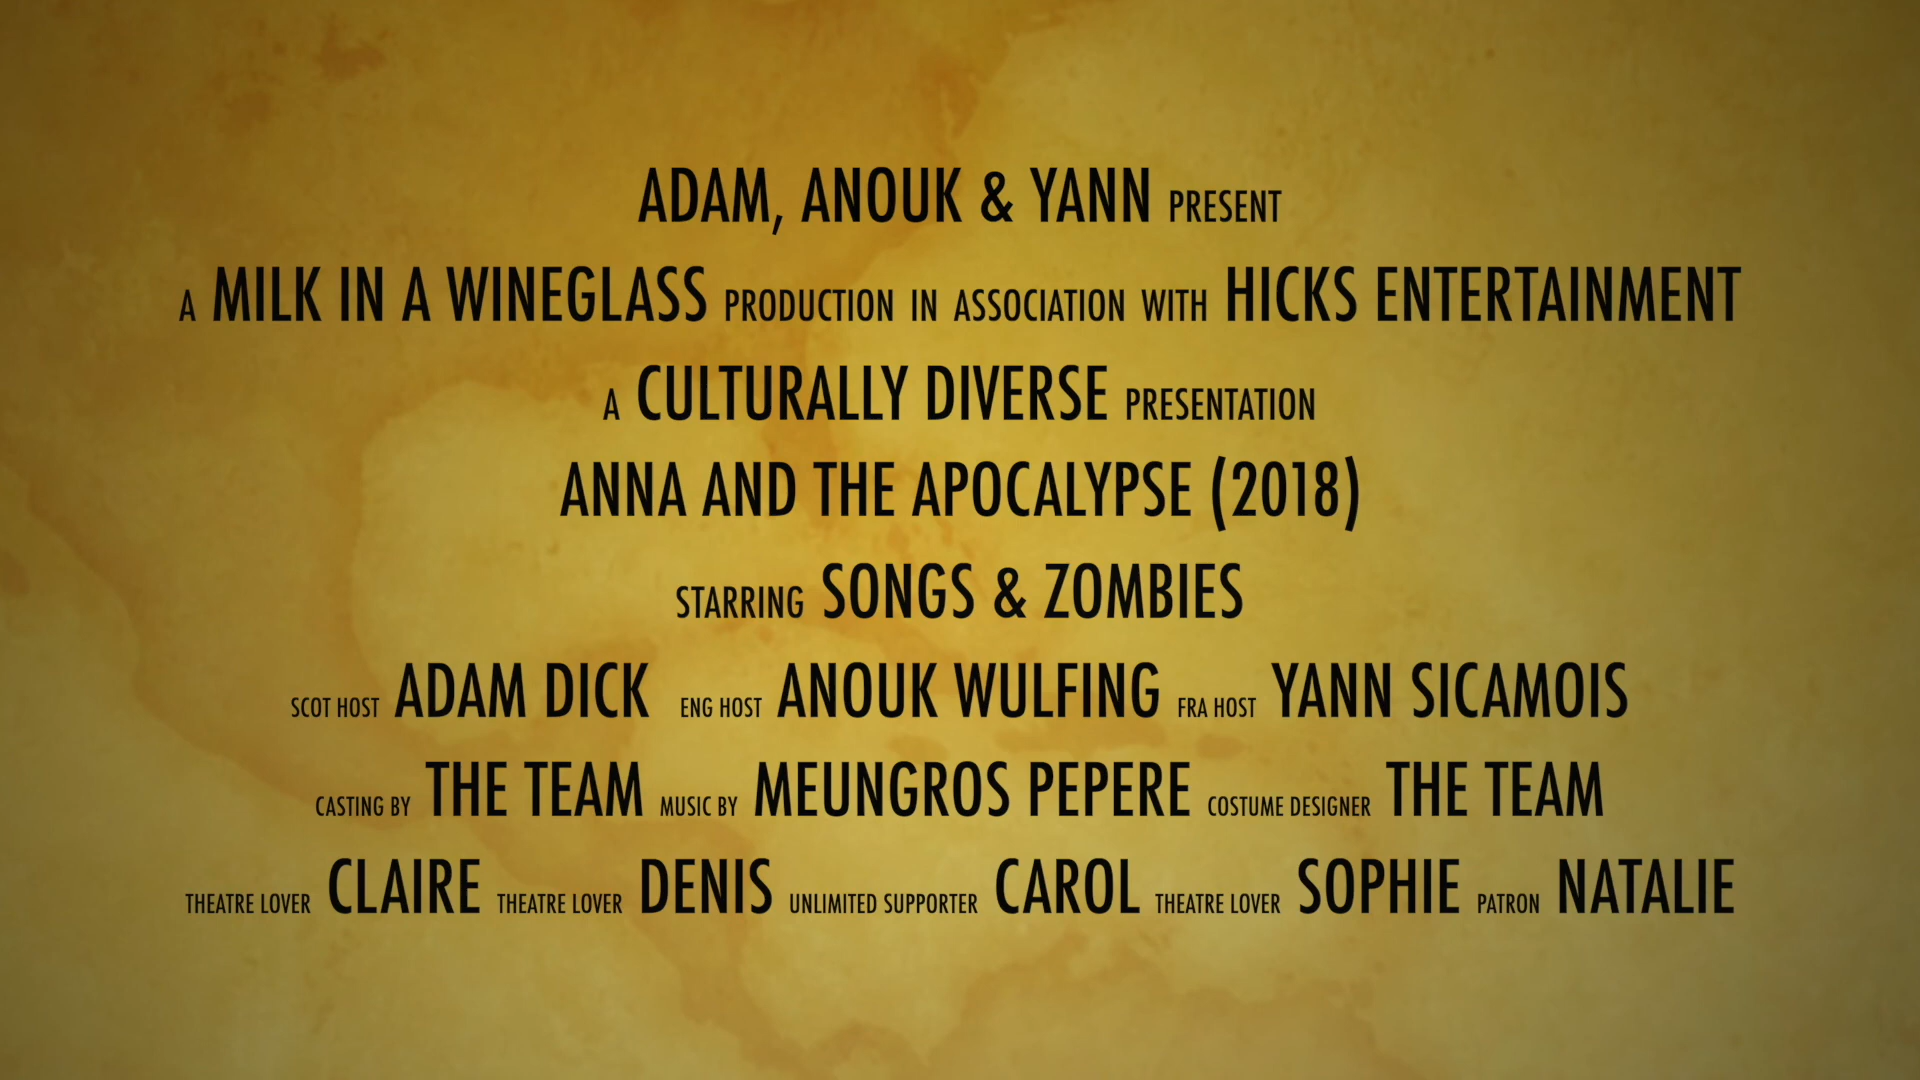 ADAM, ANOUK & YANN PRESENT
A MILK IN A WINEGLASS PRODUCTION IN ASSOCIATION WITH HICKS ENTERTAINMENT
A CULTURALLY DIVERSE PRESENTATION
ANNA AND THE APOCALYPSE (2018)
STARRING SONGS & ZOMBIES
SCOT HOST ADAM DICK ENG HOST ANOUK WULFING FRA HOST YANN SICAMOIS
CASTING BY THE TEAM MUSIC BY MEUNGROS PEPERE COSTUME DESIGNER THE TEAM
THEATRE LOVER CLAIRE THEATRE LOVER DENIS UNLIMITED SUPPORTER CAROL THEATRE LOVER SOPHIE PATRON NATALIE